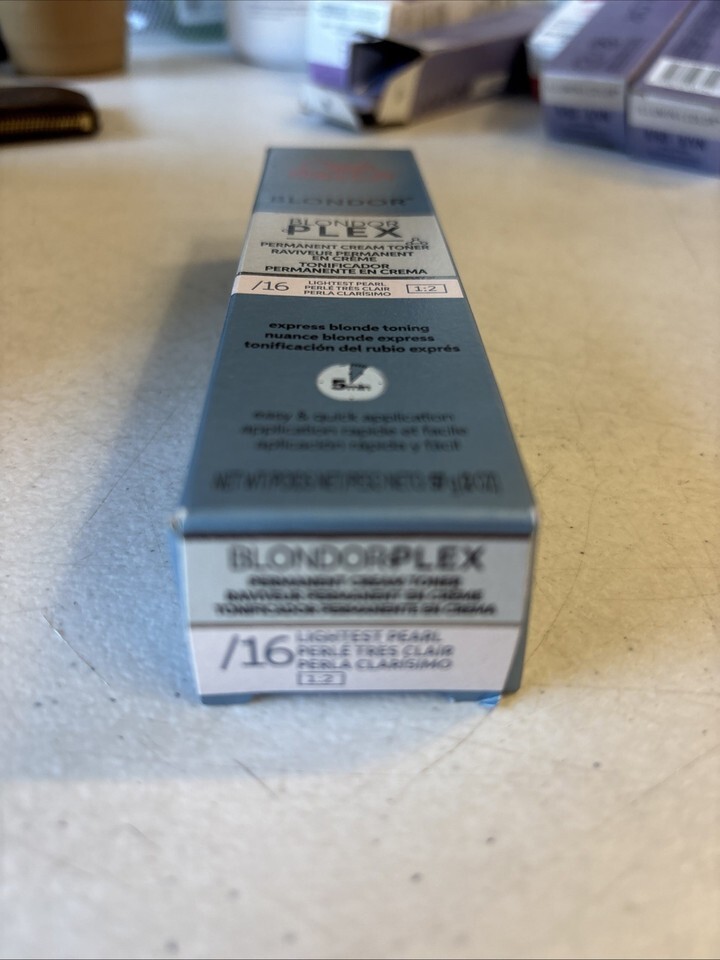 BLONDOR
BLONDOR
PLEX
PERMANENT CREAM TONER
RAVIVEUR PERMANENT
EN CRÈME
TONIFICADOR
PERMANENTE EN CREMA
/16 LIGHTEST PEARL
PERLÉ TRÈS CLAIR
PERLA CLARÍSIMO
1:2
express blonde toning
nuance blonde express
tonificación del rubio exprés
5min
easy & quick application
application rapide et facile
aplicación rápida y fácil
BLONDORPLEX
PERMANENT CREAM TONER
RAVIVEUR PERMANENT EN CRÈME
TONIFICADOR PERMANENTE EN CREMA
/16 LIGHTEST PEARL
PERLÉ TRÈS CLAIR
PERLA CLARÍSIMO
1:2